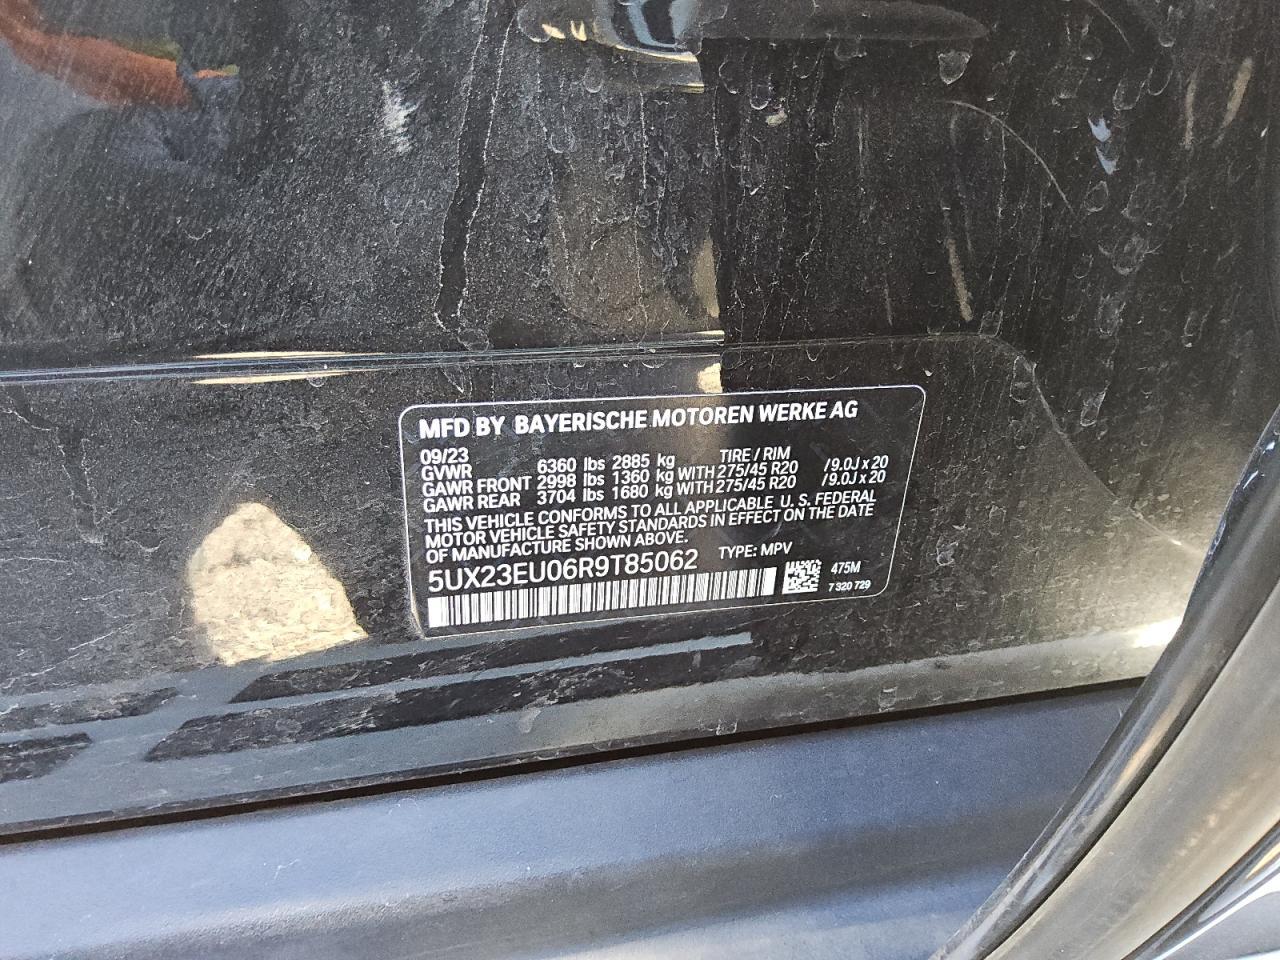 MFD BY BAYERISCHE MOTOREN WERKE AG
09/23 TIRE / RIM
GVWR 6360 lbs 2885 kg
GAWR FRONT 2998 lbs 1360 kg WITH 275/45 R20 /9.0J x 20
GAWR REAR 3704 lbs 1680 kg WITH 275/45 R20 /9.0J x 20
THIS VEHICLE CONFORMS TO ALL APPLICABLE U. S. FEDERAL
MOTOR VEHICLE SAFETY STANDARDS IN EFFECT ON THE DATE
OF MANUFACTURE SHOWN ABOVE. TYPE: MPV
5UX23EU06R9T85062
475M
7 320 729